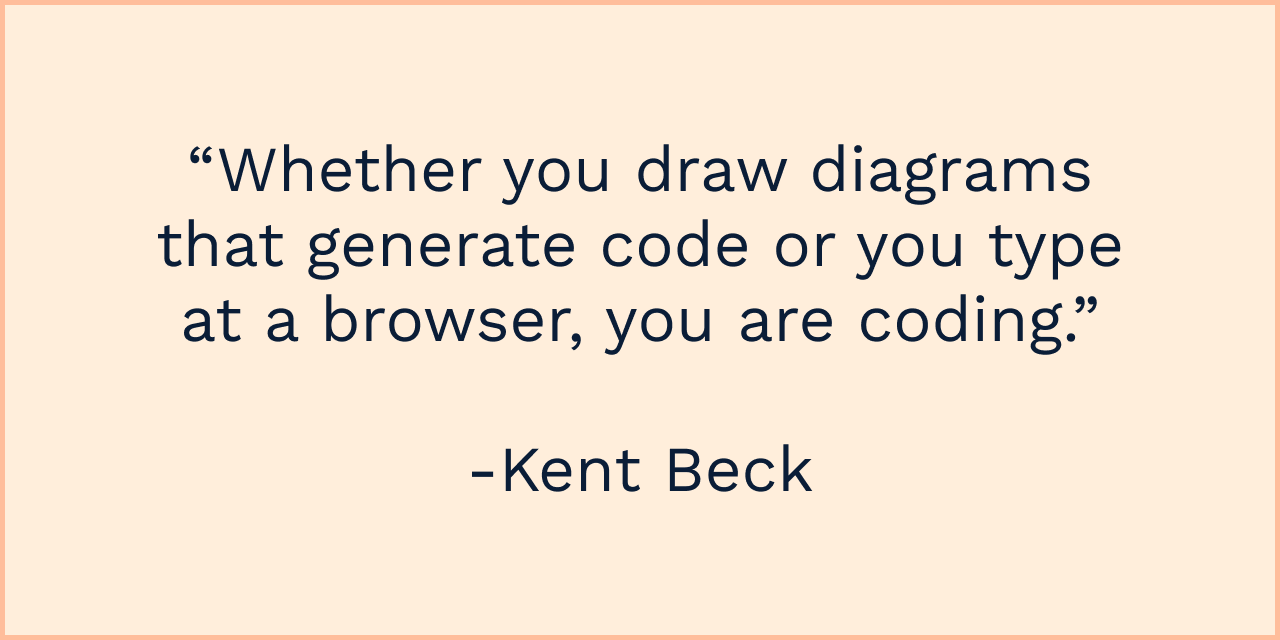 “Whether you draw diagrams
that generate code or you type
at a browser, you are coding.”
-Kent Beck